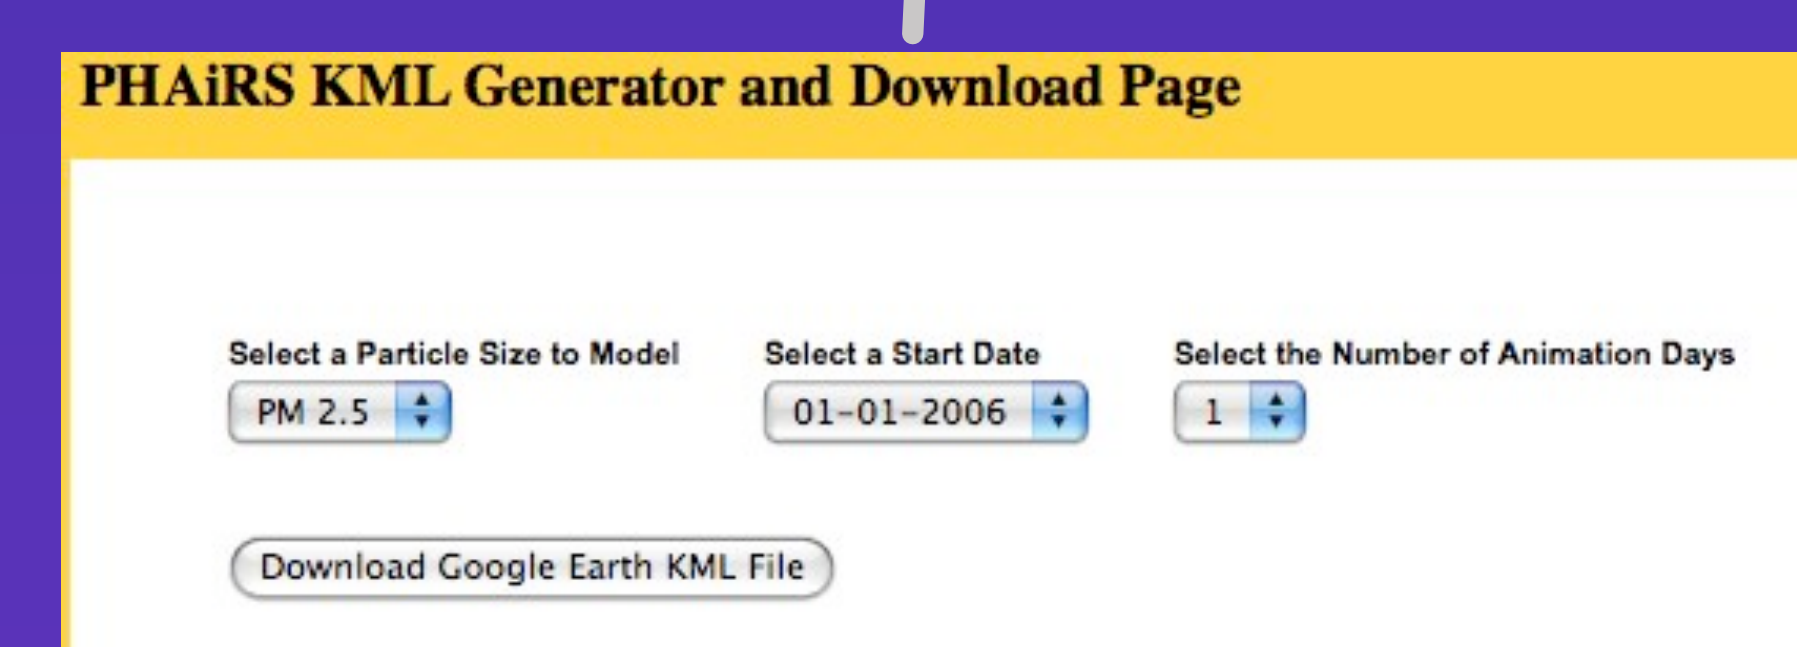 PHAiRS KML Generator and Download Page
Select a Particle Size to Model Select a Start Date Select the Number of Animation Days
PM 2.5 01-01-2006 1
Download Google Earth KML File